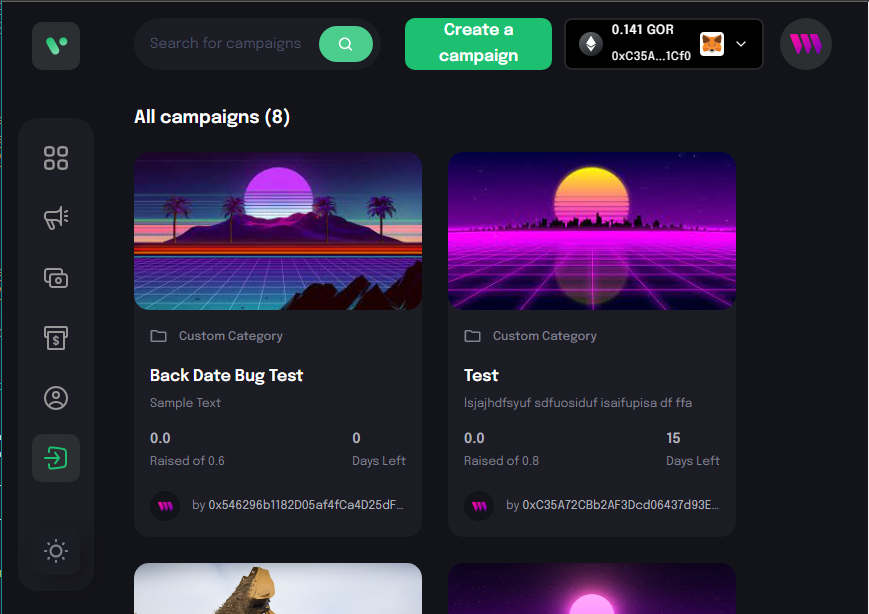 Search for campaigns
Create a
campaign
0.141 GOR
0xC35A...1Cf0
All campaigns (8)
Custom Category
Back Date Bug Test
Sample Text
0.0
0
Raised of 0.6
Days Left
by 0x546296b1182D05af4fCa4D25dF...
Custom Category
Test
lsjajhdfsyuf sdfuosiduf isaifupisa df ffa
0.0
15
Raised of 0.8
Days Left
by 0xC35A72CBb2AF3Dcd06437d93E...